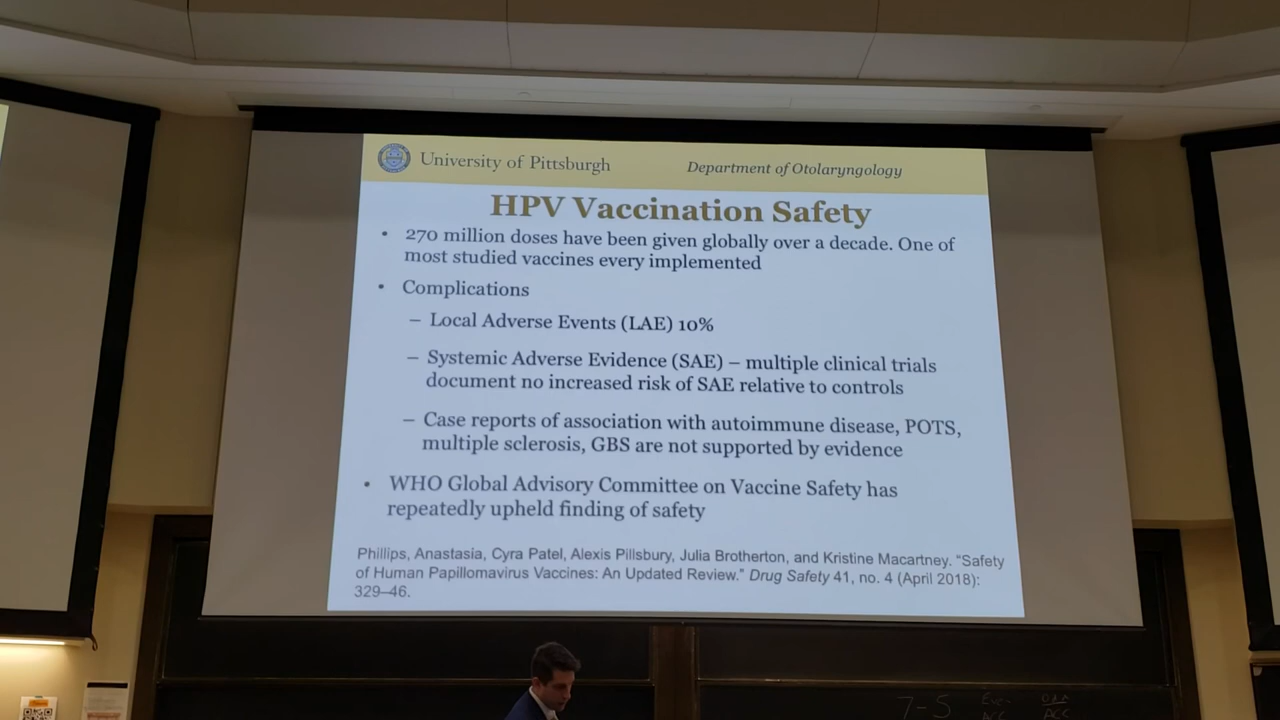 University of Pittsburgh
Department of Otolaryngology
HPV Vaccination Safety
• 270 million doses have been given globally over a decade. One of
most studied vaccines every implemented
• Complications
– Local Adverse Events (LAE) 10%
– Systemic Adverse Evidence (SAE) – multiple clinical trials
document no increased risk of SAE relative to controls
– Case reports of association with autoimmune disease, POTS,
multiple sclerosis, GBS are not supported by evidence
• WHO Global Advisory Committee on Vaccine Safety has
repeatedly upheld finding of safety
Phillips, Anastasia, Cyra Patel, Alexis Pillsbury, Julia Brotherton, and Kristine Macartney. “Safety
of Human Papillomavirus Vaccines: An Updated Review.” Drug Safety 41, no. 4 (April 2018):
329–46.
7-5